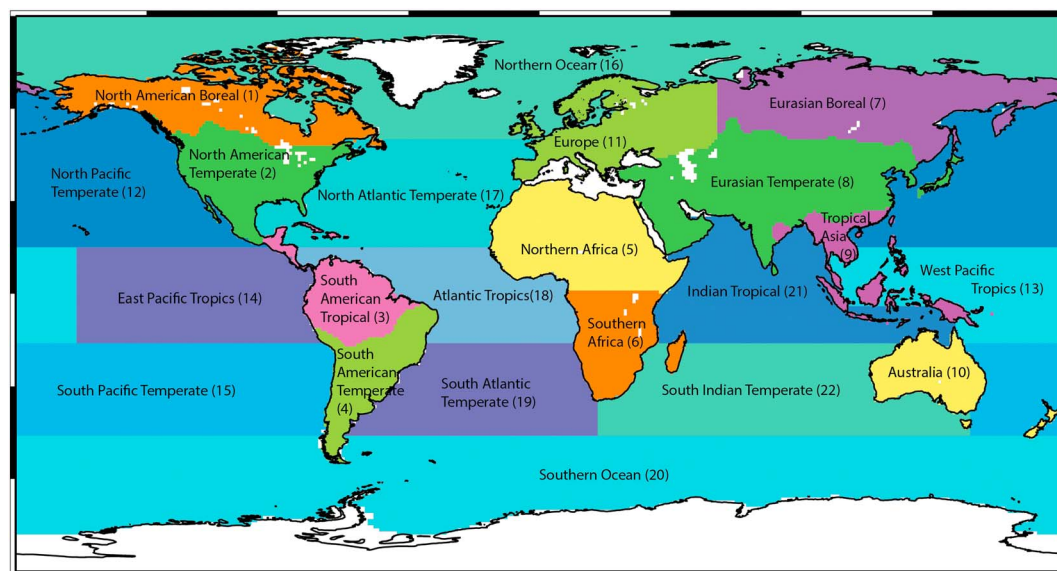 Northern Ocean (16)
North American Boreal (1)
Eurasian Boreal (7)
Europe (11)
North American
Temperate (2)
North Pacific
Temperate (12)
North Atlantic Temperate (17)
Eurasian Temperate (8)
Tropical
Asia
(9)
Northern Africa (5)
West Pacific
Tropics (13)
East Pacific Tropics (14)
South
American
Tropical (3)
Atlantic Tropics(18)
Indian Tropical (21)
Southern
Africa (6)
South
American
Temperate
(4)
South Pacific Temperate (15)
South Atlantic
Temperate
(19)
South Indian Temperate (22)
Australia (10)
Southern Ocean (20)